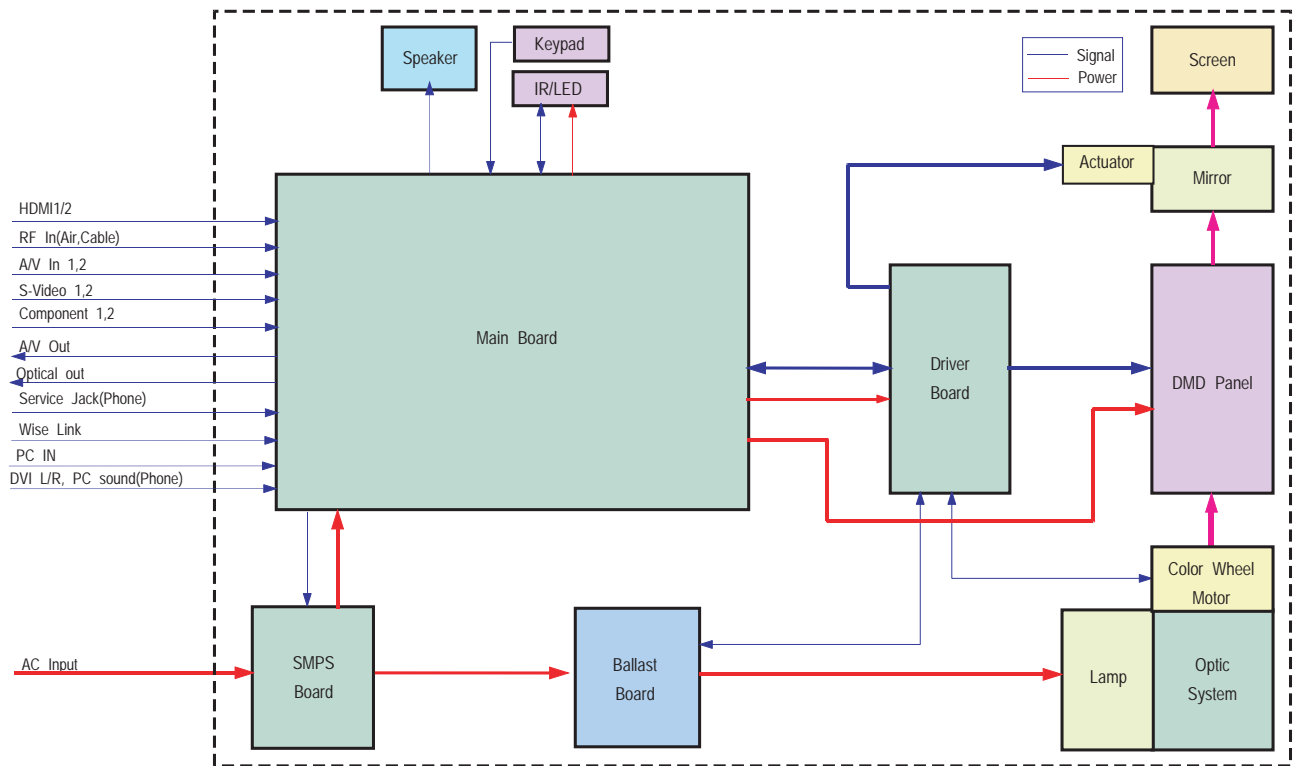 Speaker
Keypad
IR/LED
Signal
Power
Screen
Actuator
Mirror
HDMI1/2
RF In(Air,Cable)
A/V In 1,2
S-Video 1,2
Component 1,2
A/V Out
Optical out
Service Jack(Phone)
Wise Link
PC IN
DVI L/R, PC sound(Phone)
Main Board
Driver
Board
DMD Panel
Color Wheel
Motor
AC Input
SMPS
Board
Ballast
Board
Lamp
Optic
System